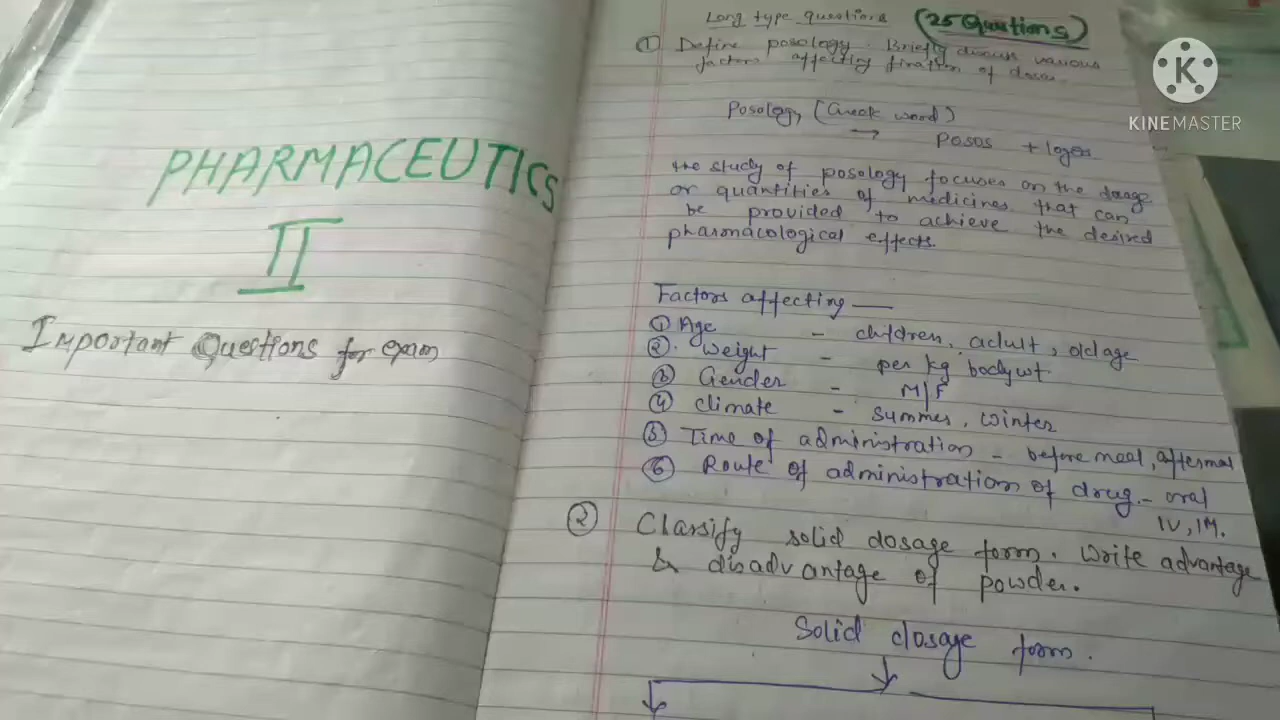 PHARMACEUTICS
II
Important Questions for exam
Long type questions (25 Questions)
① Define posology. Briefly discuss various
factors affecting fixation of doses.
Posology (Greek word)
→ Posos + logos
the study of posology focuses on the
or quantities of medicines that can
be provided to achieve the desired
pharmacological effects.
Factors affecting —
① Age - children, adult, old age
②. Weight - per kg body wt
③ Gender - M/F
④ climate - summer, winter
⑤ Time of administration - before meal, after meal
⑥ Route of administration of drug. - oral
IV, IM.
② Classify solid dosage form. Write advantage
& disadvantage of powder.
Solid dosage form.
K
KINEMASTER